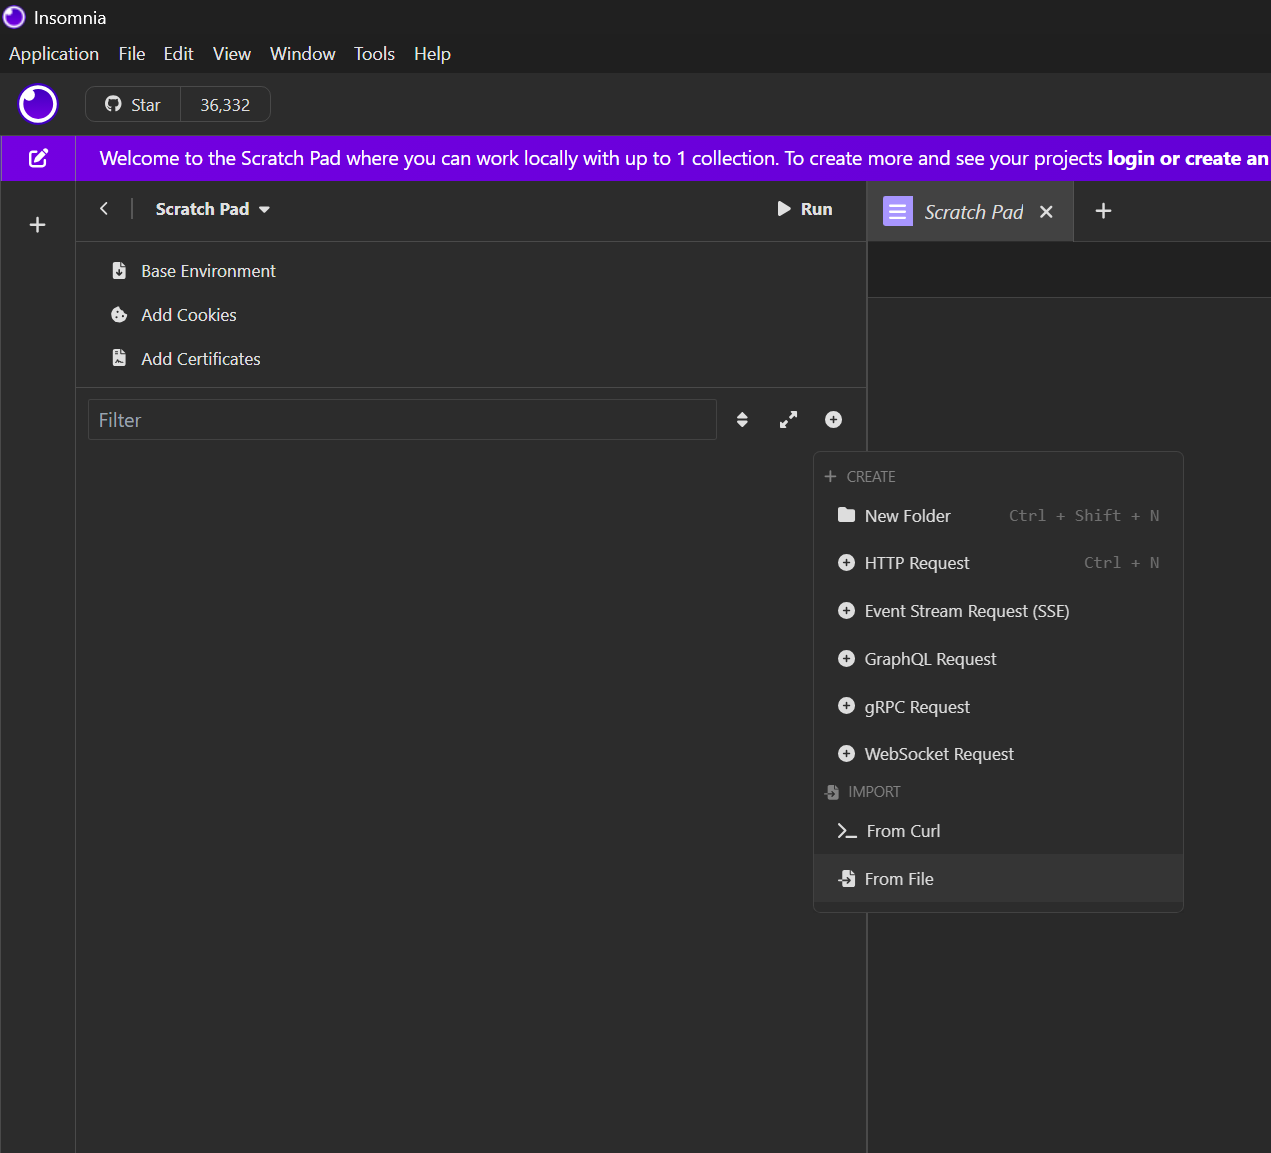 Insomnia
Application File Edit View Window Tools Help
Star 36,332
Welcome to the Scratch Pad where you can work locally with up to 1 collection. To create more and see your projects login or create an
Scratch Pad Run Scratch Pad
Base Environment
Add Cookies
Add Certificates
Filter
CREATE
New Folder Ctrl + Shift + N
HTTP Request Ctrl + N
Event Stream Request (SSE)
GraphQL Request
gRPC Request
WebSocket Request
IMPORT
From Curl
From File